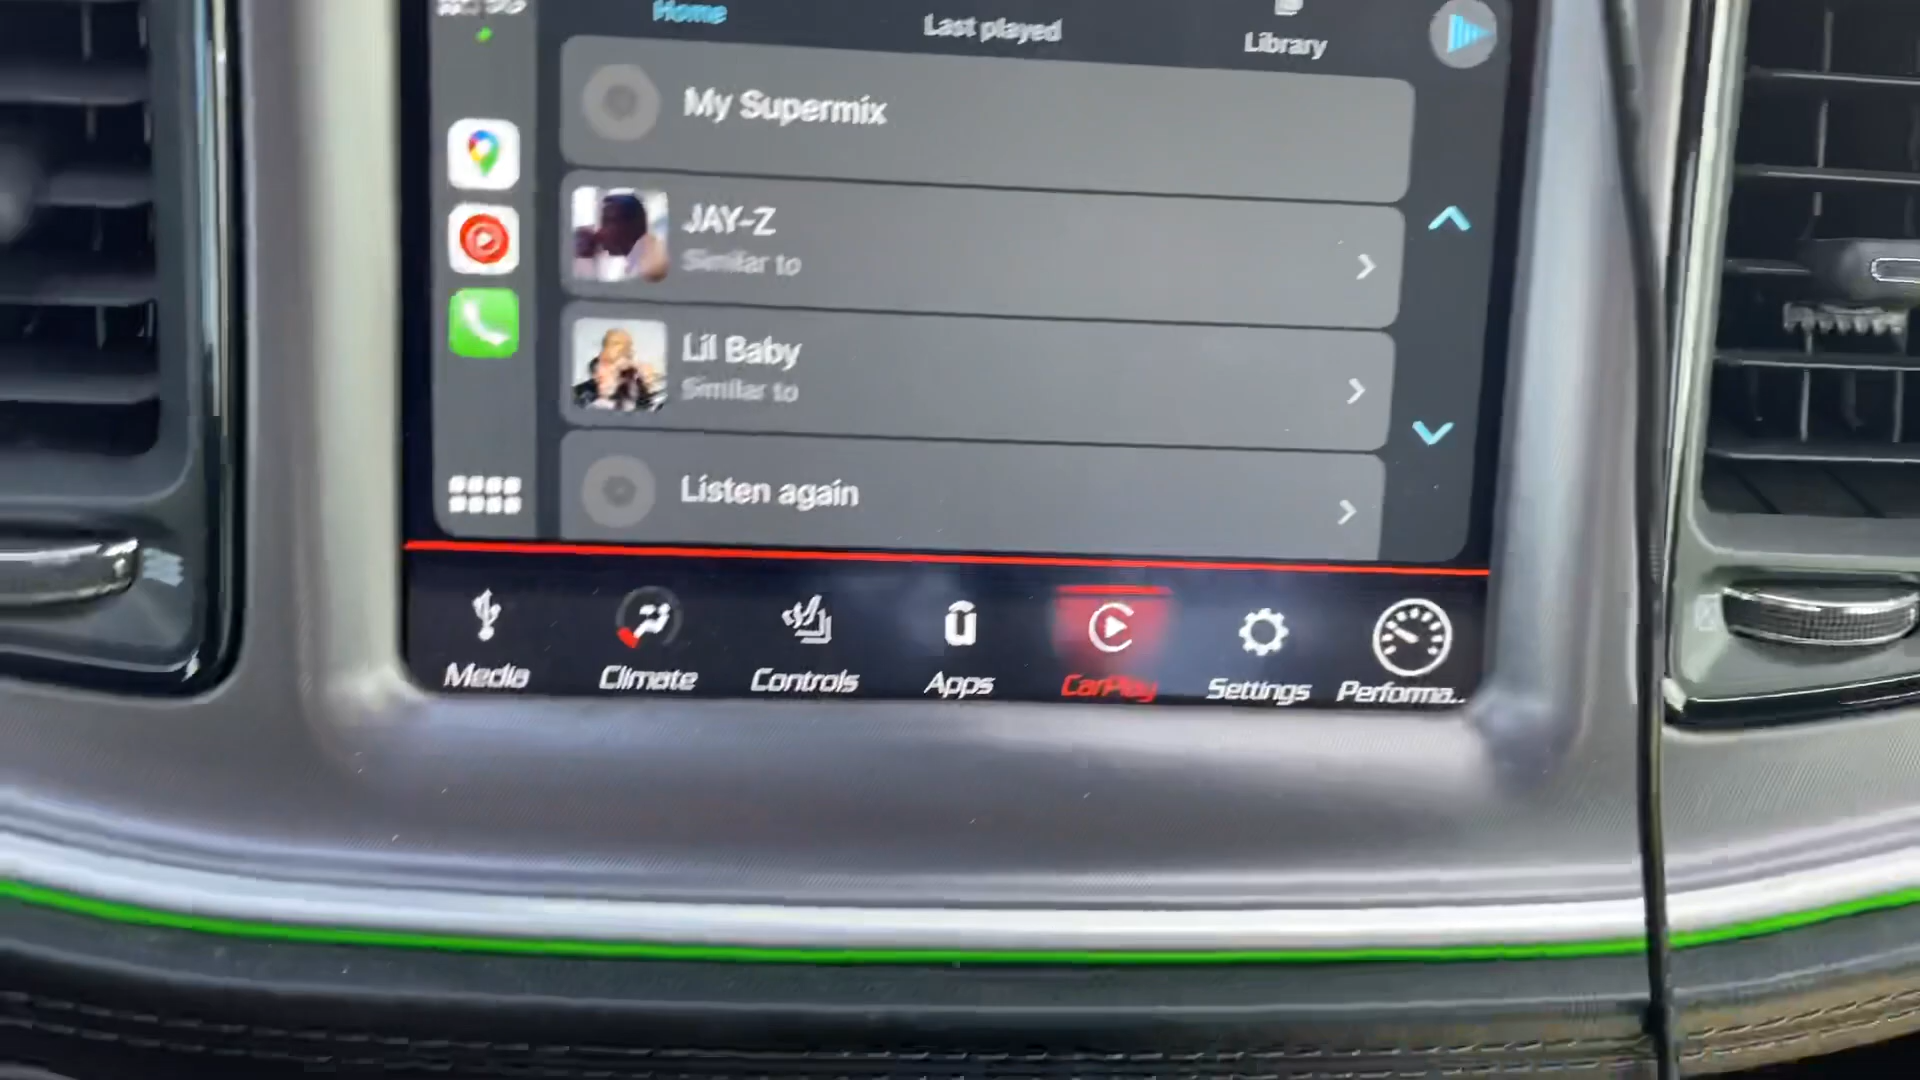 Home
Last played
Library
My Supermix
JAY-Z
Similar to
Lil Baby
Similar to
Listen again
Media
Climate
Controls
Apps
CarPlay
Settings
Performa..